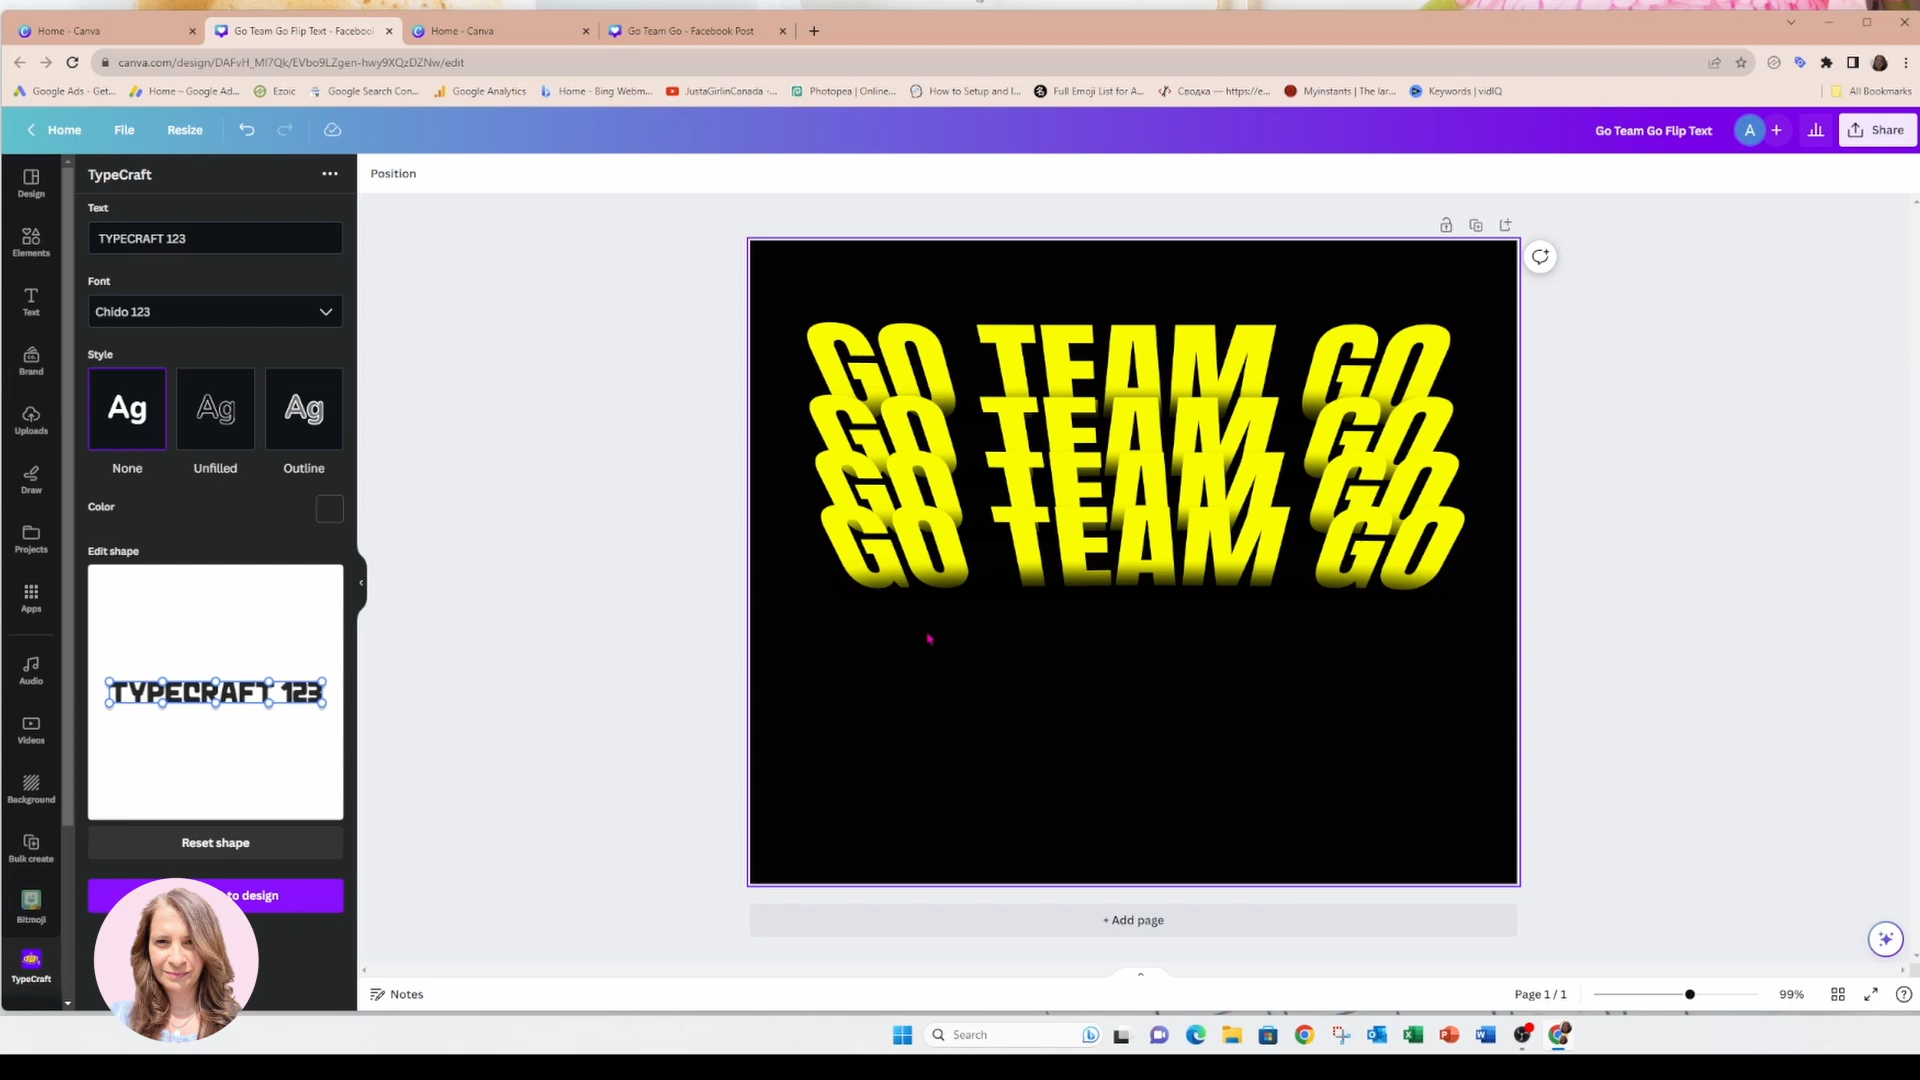 Home - Canva
Go Team Go Flip Text - Facebook
Home - Canva
Go Team Go - Facebook Post
canva.com/design/DAFvH_MI7Qk/EVbo9LZgen-hwy9XQzDZNw/edit
Google Ads - Get...
Home – Google Ad...
Ezoic
Google Search Con...
Google Analytics
Home - Bing Webm...
JustaGirlinCanada -...
Photopea | Online...
How to Setup and I...
Full Emoji List for A...
Сводка — https://e...
Myinstants | The lar...
Keywords | vidIQ
All Bookmarks
Home
File
Resize
Go Team Go Flip Text
A
Share
Design
Elements
Text
Brand
Uploads
Draw
Projects
Apps
Audio
Videos
Background
Bulk create
Bitmoji
TypeCraft
TypeCraft
Text
TYPECRAFT 123
Font
Chido 123
Style
Ag
Ag
Ag
None
Unfilled
Outline
Color
Edit shape
TYPECRAFT 123
Reset shape
to design
Position
GO TEAM GO
GO TEAM GO
GO TEAM GO
GO TEAM GO
+ Add page
Notes
Page 1 / 1
99%
Search